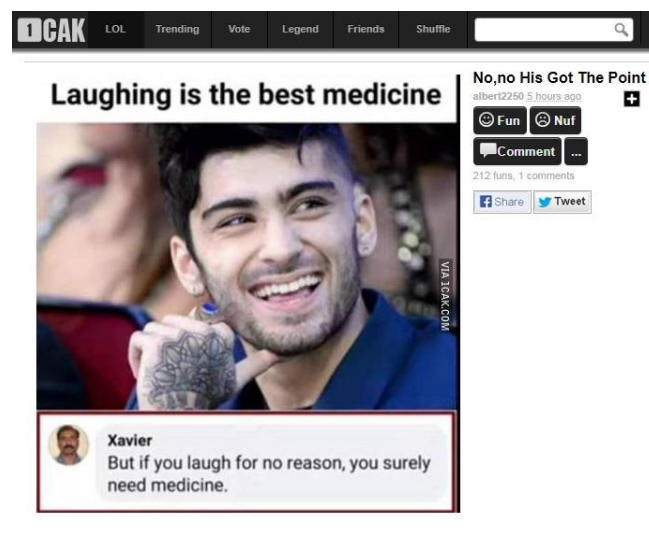 1CAK LOL Trending Vote Legend Friends Shuffle
Laughing is the best medicine
VIA 1CAK.COM
Xavier
But if you laugh for no reason, you surely
need medicine.
No,no His Got The Point
albert2250 5 hours ago
Fun Nuf
Comment ...
212 funs, 1 comments
Share Tweet